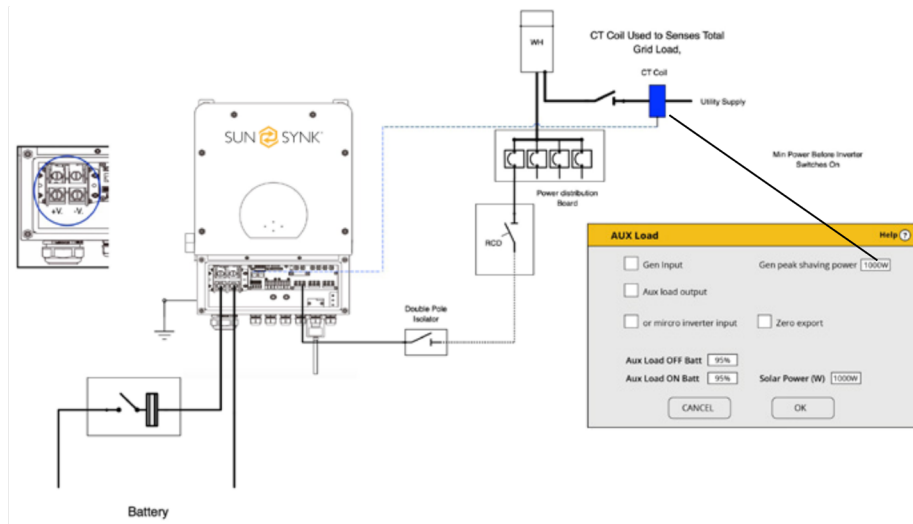 WH
CT Coil Used to Senses Total
Grid Load,
CT Coil
Utility Supply
SUN SYNK
Min Power Before Inverter
Switches On
Power distribution
Board
+V.
-V.
RCD
AUX Load
Help ?
Gen Input
Gen peak shaving power 1000W
Aux load output
or mircro inverter input
Zero export
Double Pole
Isolator
Aux Load OFF Batt 95%
Aux Load ON Batt 95%
Solar Power (W) 1000W
CANCEL
OK
Battery